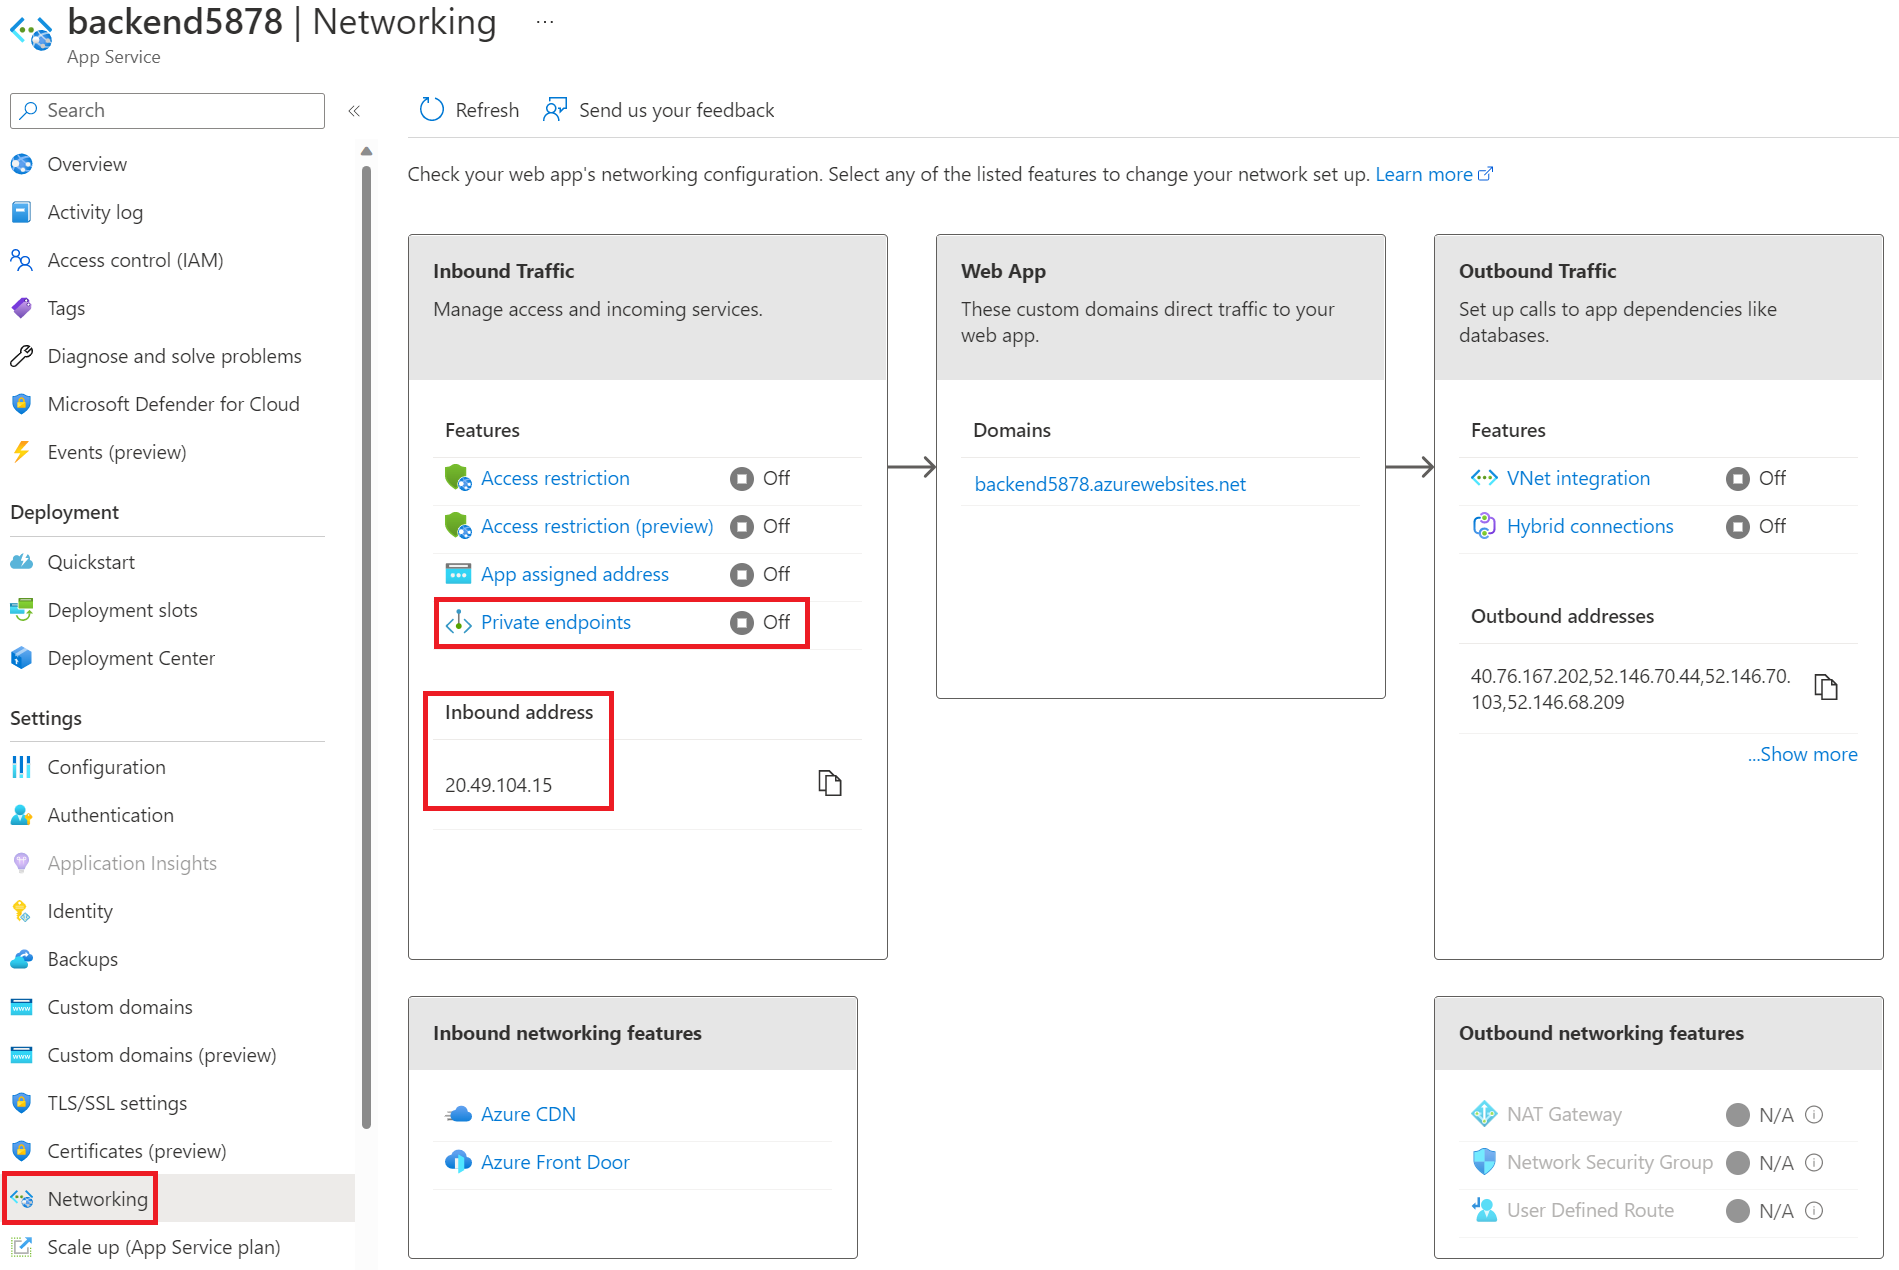 backend5878 | Networking ...
App Service
Search
«
Overview
Activity log
Access control (IAM)
Tags
Diagnose and solve problems
Microsoft Defender for Cloud
Events (preview)
Deployment
Quickstart
Deployment slots
Deployment Center
Settings
Configuration
Authentication
Application Insights
Identity
Backups
Custom domains
Custom domains (preview)
TLS/SSL settings
Certificates (preview)
Networking
Scale up (App Service plan)
Refresh
Send us your feedback
Check your web app's networking configuration. Select any of the listed features to change your network set up. Learn more
Inbound Traffic
Manage access and incoming services.
Features
Access restriction Off
Access restriction (preview) Off
App assigned address Off
Private endpoints Off
Inbound address
20.49.104.15
Web App
These custom domains direct traffic to your
web app.
Domains
backend5878.azurewebsites.net
Outbound Traffic
Set up calls to app dependencies like
databases.
Features
VNet integration Off
Hybrid connections Off
Outbound addresses
40.76.167.202,52.146.70.44,52.146.70.
103,52.146.68.209
...Show more
Inbound networking features
Azure CDN
Azure Front Door
Outbound networking features
NAT Gateway N/A
Network Security Group N/A
User Defined Route N/A